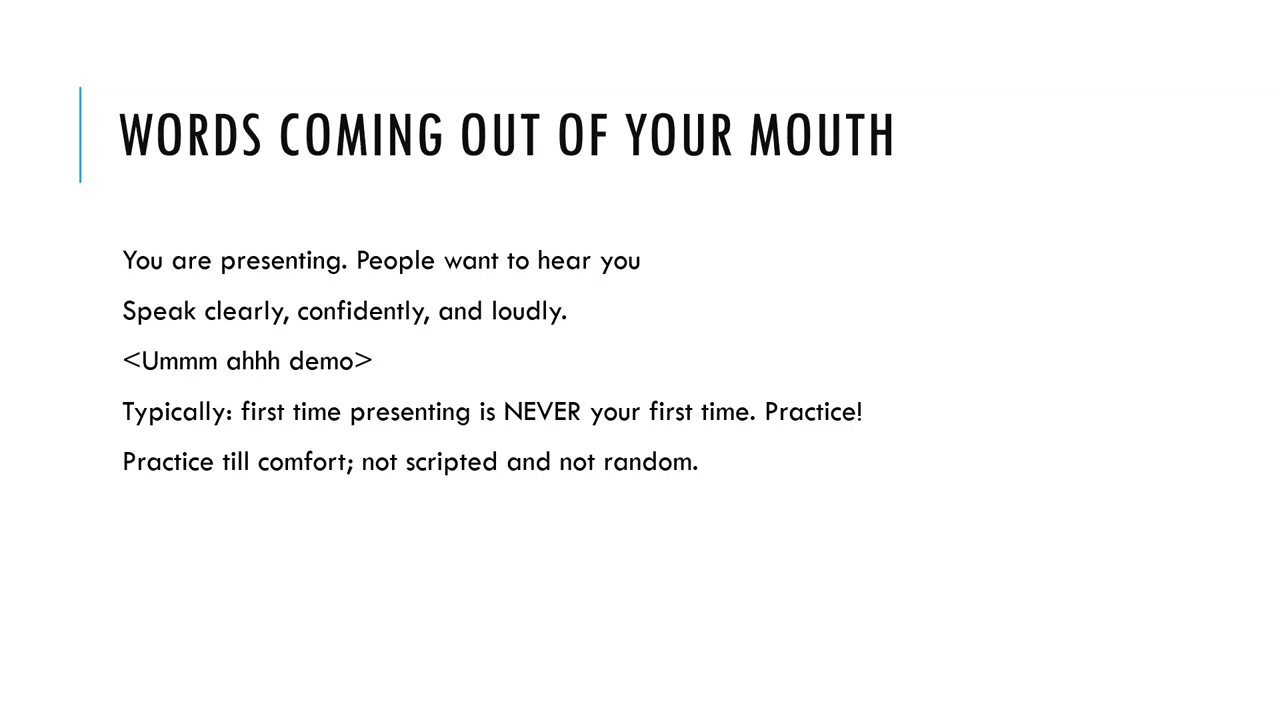 WORDS COMING OUT OF YOUR MOUTH
You are presenting. People want to hear you
Speak clearly, confidently, and loudly.
<Ummm ahhh demo>
Typically: first time presenting is NEVER your first time. Practice!
Practice till comfort; not scripted and not random.